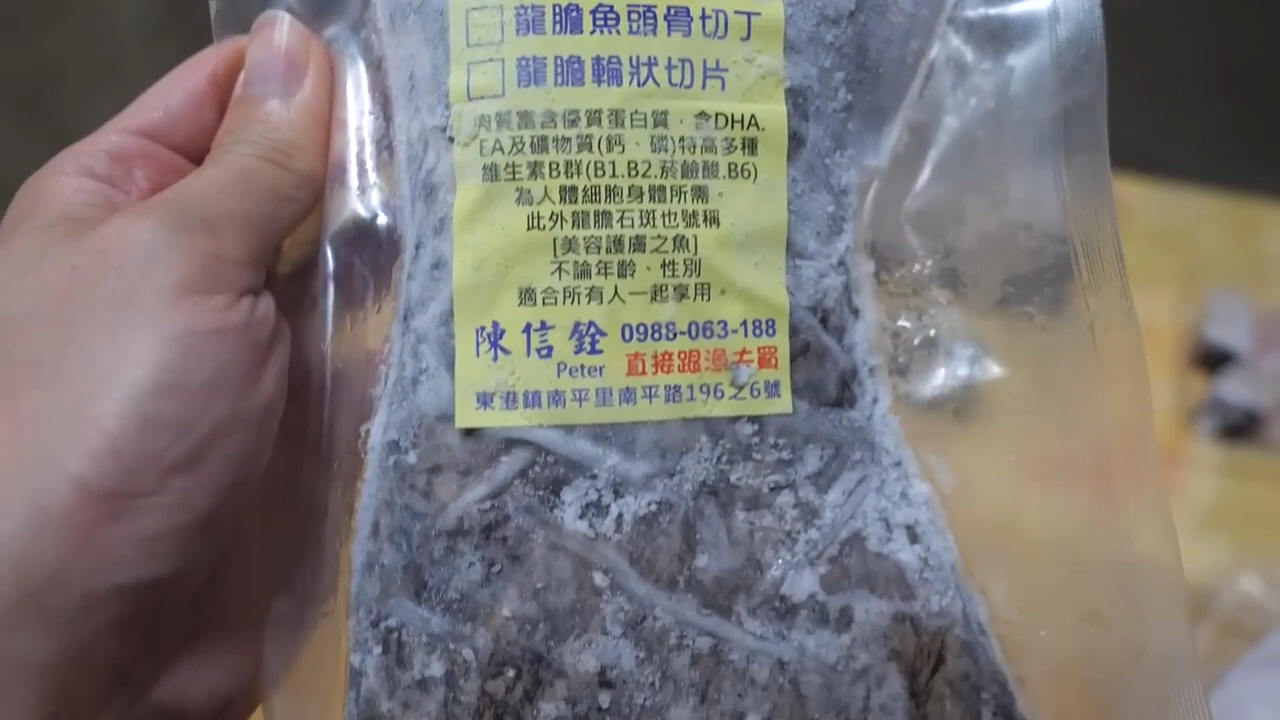 龍膽魚頭骨切丁
龍膽輪狀切片
肉質富含優質蛋白質，含DHA.
EA及礦物質(鈣、磷)特高多種
維生素B群(B1.B2.菸鹼酸.B6)
為人體細胞身體所需。
此外龍膽石斑也號稱
[美容護膚之魚]
不論年齡、性別
適合所有人一起享用。
陳信銓 0988-063-188
Peter 直接跟漁夫買
東港鎮南平里南平路196之6號